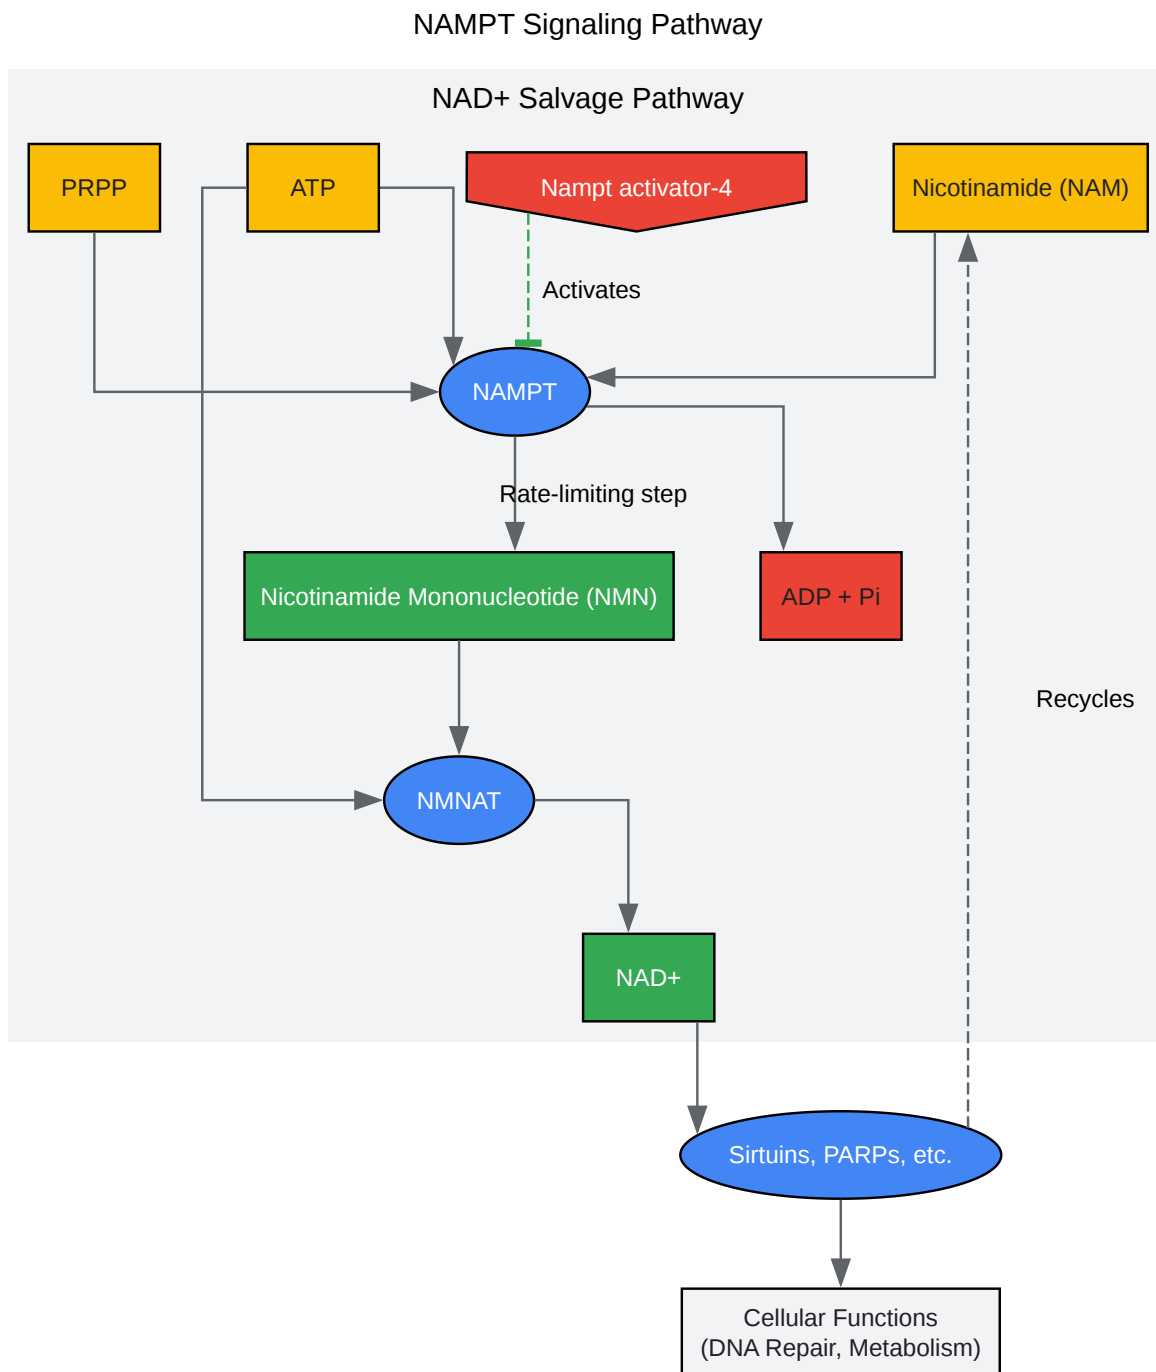 NAMPT Signaling Pathway
NAD+ Salvage Pathway
PRPP
ATP
Nampt activator-4
Nicotinamide (NAM)
Activates
NAMPT
Rate-limiting step
Nicotinamide Mononucleotide (NMN)
ADP + Pi
Recycles
NMNAT
NAD+
Sirtuins, PARPs, etc.
Cellular Functions
(DNA Repair, Metabolism)